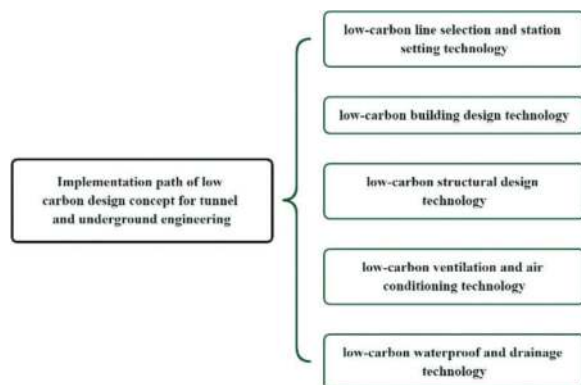 low-carbon line selection and station
setting technology
low-carbon building design technology
Implementation path of low
carbon design concept for tunnel
and underground engineering
low-carbon structural design
technology
low-carbon ventilation and air
conditioning technology
low-carbon waterproof and drainage
technology